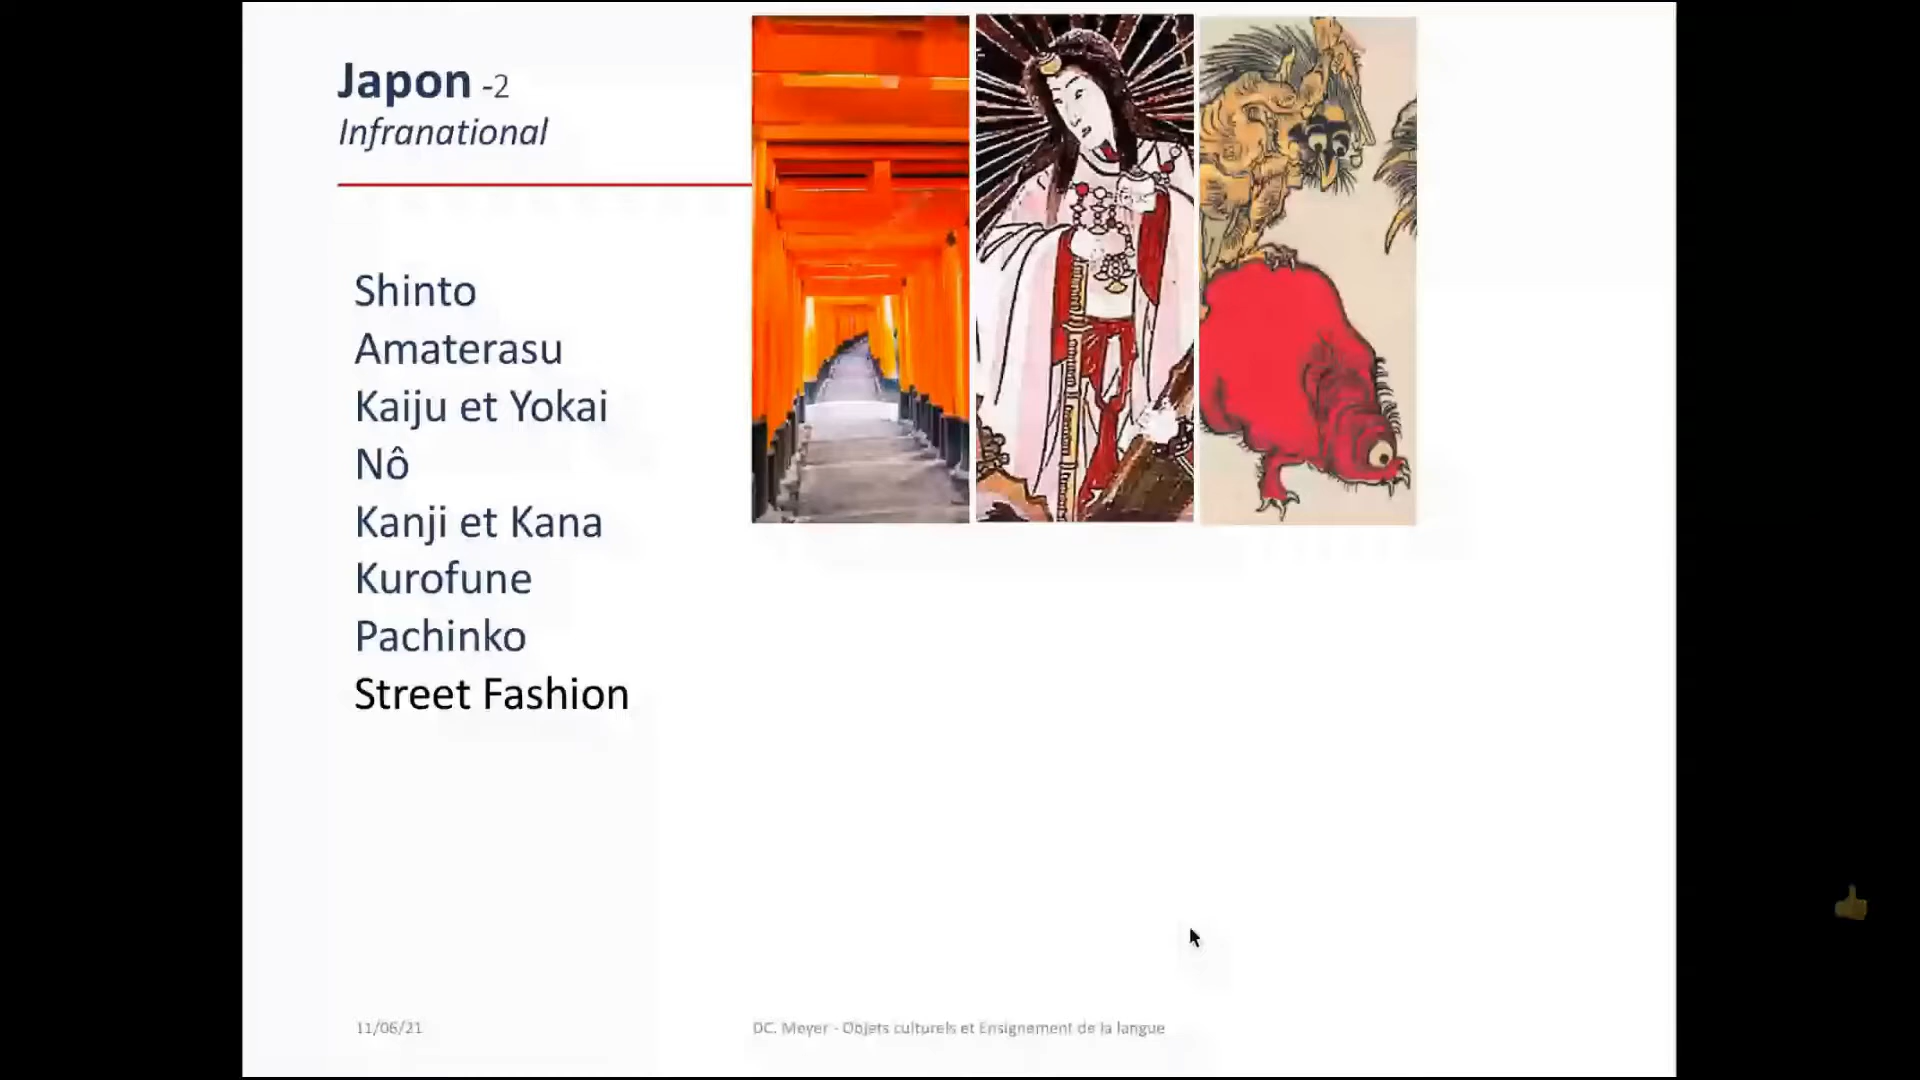 Japon -2
Infranational
Shinto
Amaterasu
Kaiju et Yokai
Nô
Kanji et Kana
Kurofune
Pachinko
Street Fashion
11/06/21
DC. Meyer - Objets culturels et Ensignement de la langue